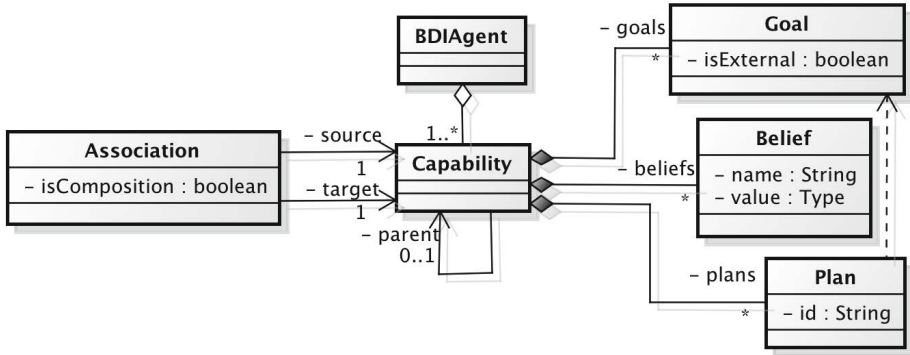 BDIAgent
- goals
*
Goal
- isExternal : boolean
Association
- isComposition : boolean
- source
1
- target
1
1..*
Capability
- parent
0..1
- beliefs
*
Belief
- name : String
- value : Type
- plans
*
Plan
- id : String